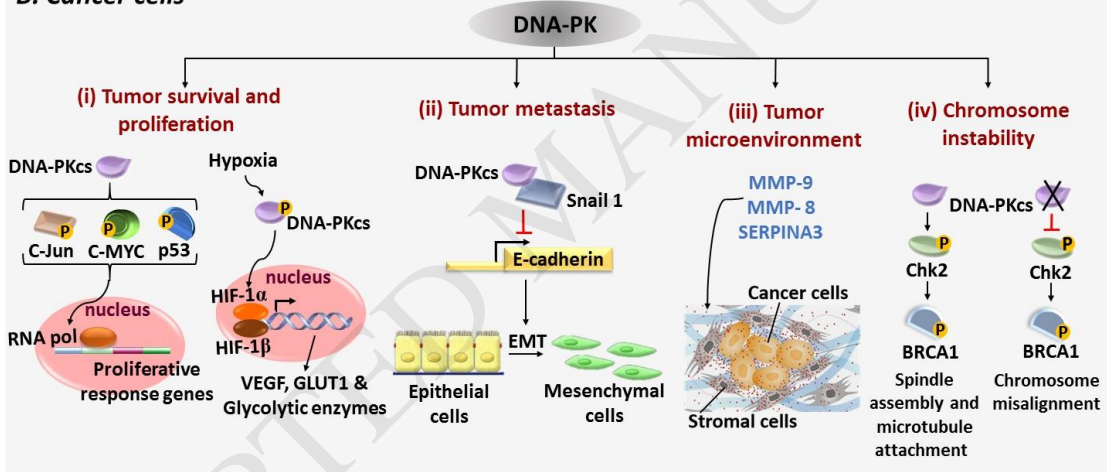 B. Cancer cells
DNA-PK
(i) Tumor survival and
proliferation
DNA-PKcs
P
P
P
C-Jun C-MYC p53
nucleus
RNA pol
Proliferative
response genes
Hypoxia
P
DNA-PKcs
nucleus
HIF-1α
HIF-1β
VEGF, GLUT1 &
Glycolytic enzymes
(ii) Tumor metastasis
DNA-PKcs
Snail 1
E-cadherin
EMT
Epithelial
cells
Mesenchymal
cells
(iii) Tumor
microenvironment
MMP-9
MMP- 8
SERPINA3
Cancer cells
Stromal cells
(iv) Chromosome
instability
DNA-PKcs
P
Chk2
P
BRCA1
Spindle
assembly and
microtubule
attachment
P
Chk2
P
BRCA1
Chromosome
misalignment